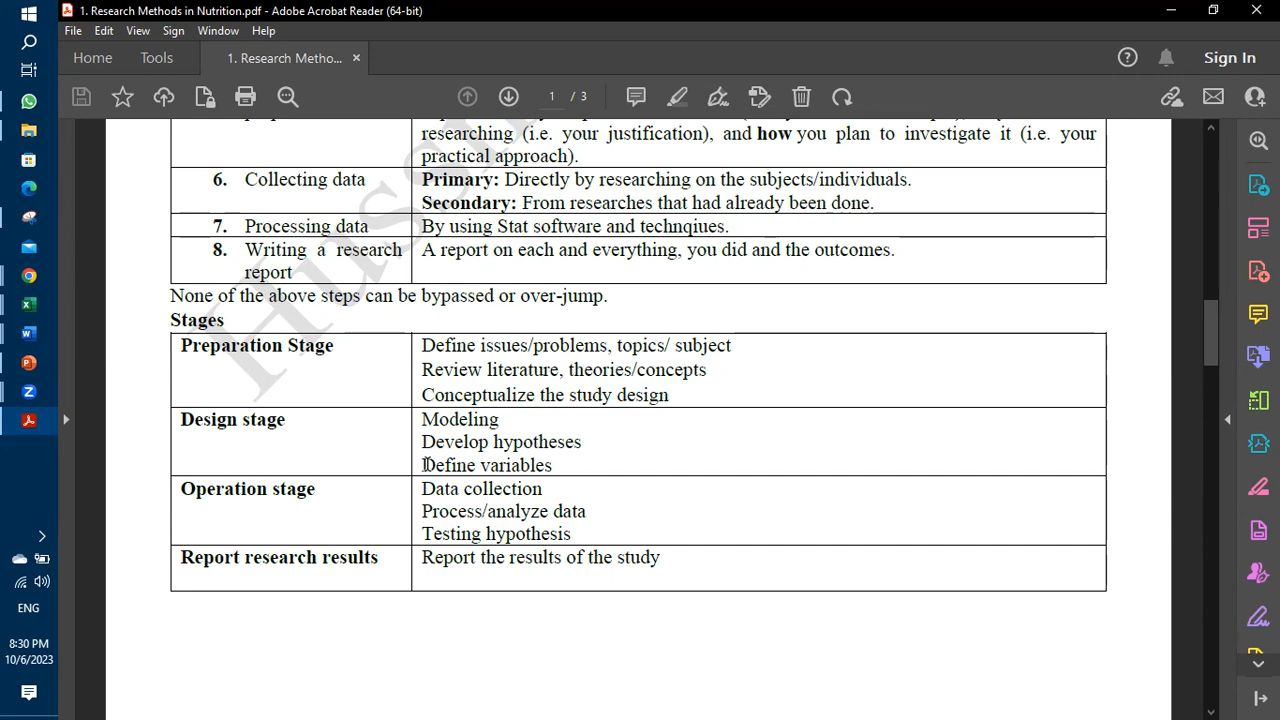 1. Research Methods in Nutrition.pdf - Adobe Acrobat Reader (64-bit)
File Edit View Sign Window Help
Home Tools 1. Research Metho... × Sign In
1 / 3
researching (i.e. your justification), and how you plan to investigate it (i.e. your
practical approach).
6. Collecting data Primary: Directly by researching on the subjects/individuals.
Secondary: From researches that had already been done.
7. Processing data By using Stat software and technqiues.
8. Writing a research A report on each and everything, you did and the outcomes.
report
None of the above steps can be bypassed or over-jump.
Stages
Preparation Stage Define issues/problems, topics/ subject
Review literature, theories/concepts
Conceptualize the study design
Design stage Modeling
Develop hypotheses
Define variables
Operation stage Data collection
Process/analyze data
Testing hypothesis
Report research results Report the results of the study
ENG
8:30 PM
10/6/2023